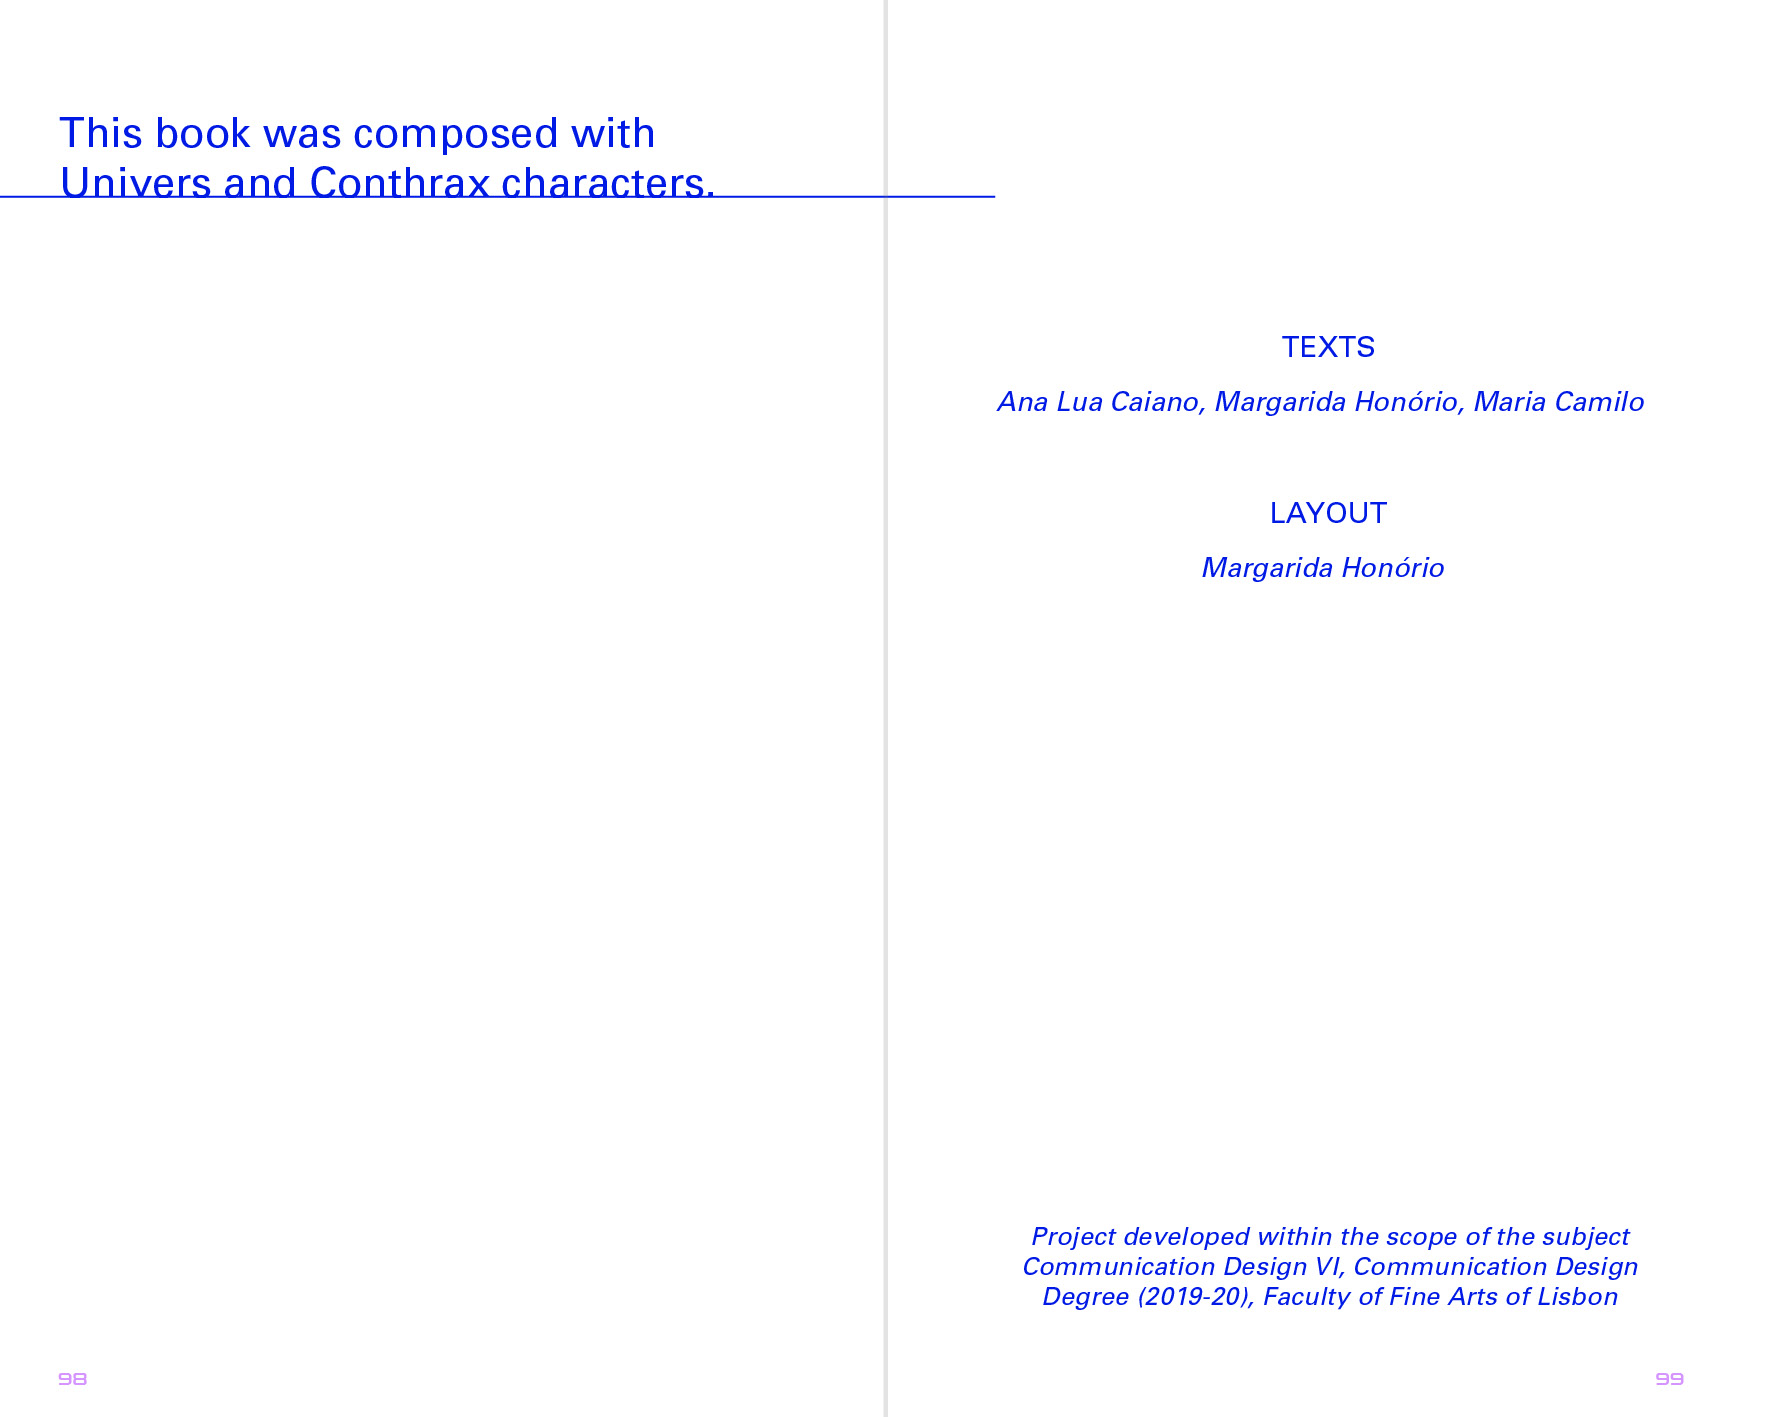 This book was composed with
Univers and Conthrax characters.
98
TEXTS
Ana Lua Caiano, Margarida Honório, Maria Camilo
LAYOUT
Margarida Honório
Project developed within the scope of the subject
Communication Design VI, Communication Design
Degree (2019-20), Faculty of Fine Arts of Lisbon
99